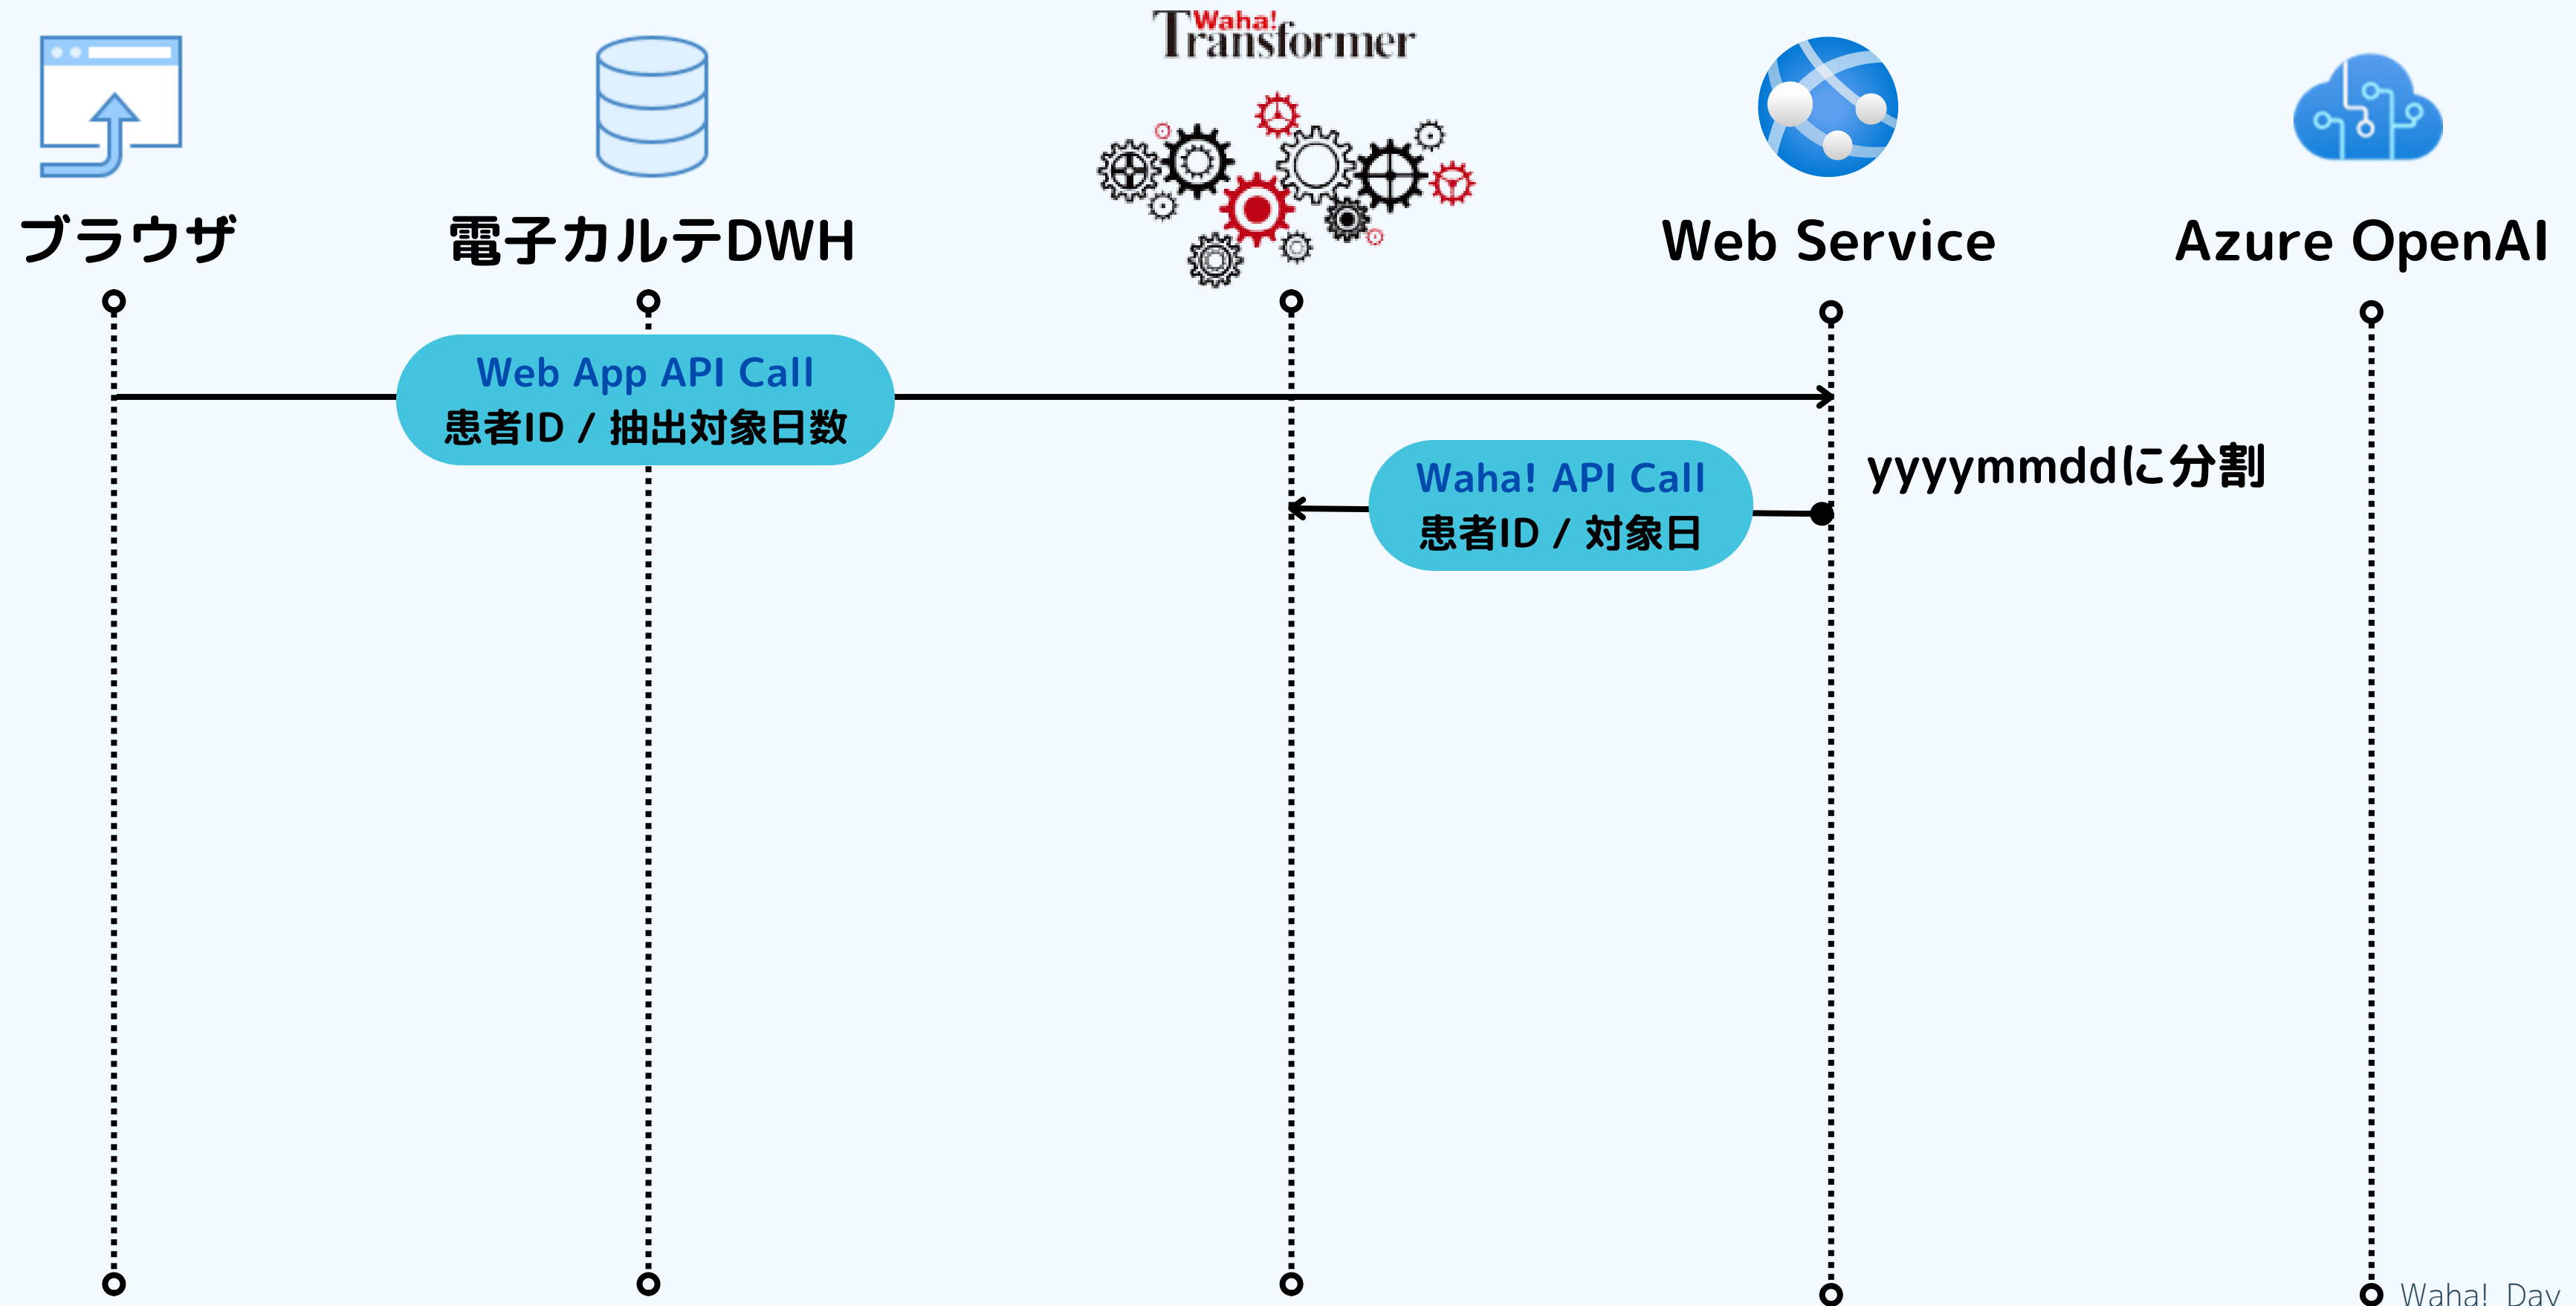 Waha!
Transformer
ブラウザ
電子カルテDWH
Web Service
Azure OpenAI
Web App API Call
患者ID / 抽出対象日数
yyyymmddに分割
Waha! API Call
患者ID / 対象日
Waha! Day